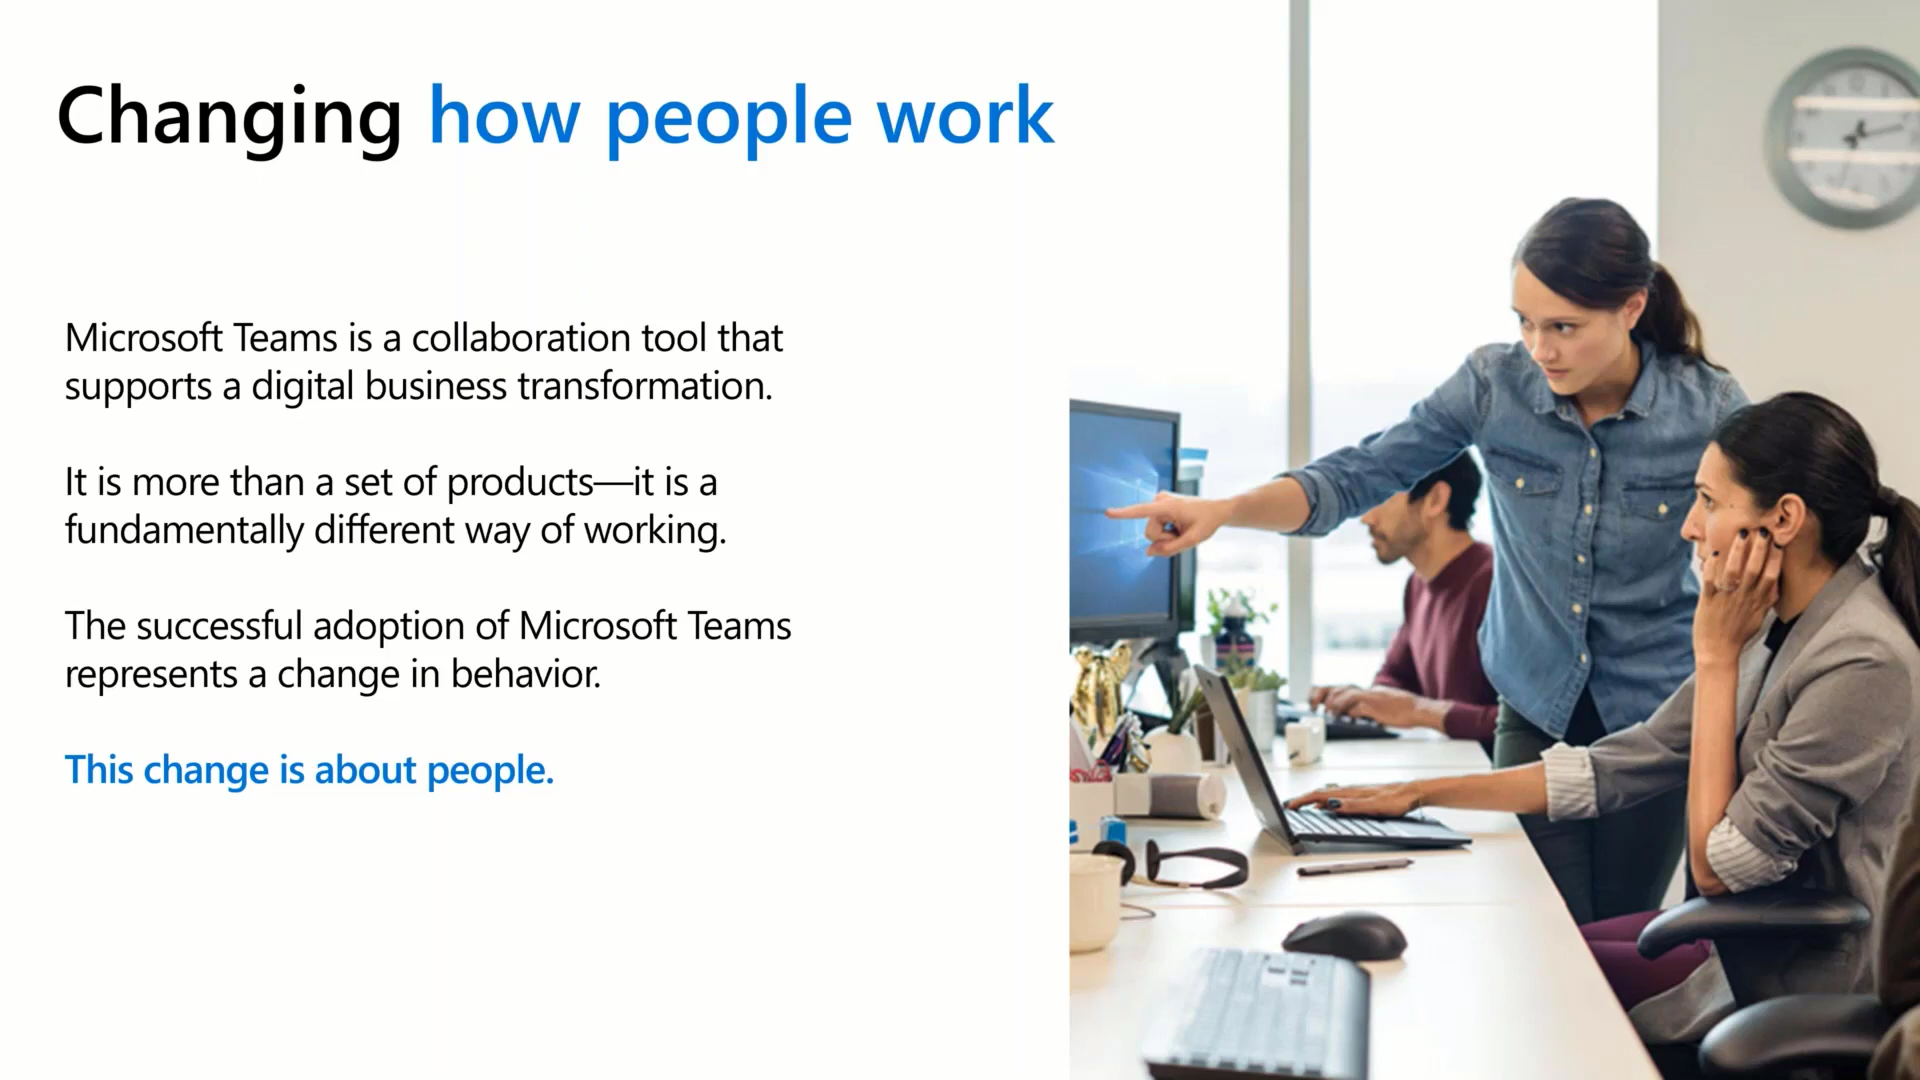 Changing how people work
Microsoft Teams is a collaboration tool that
supports a digital business transformation.
It is more than a set of products—it is a
fundamentally different way of working.
The successful adoption of Microsoft Teams
represents a change in behavior.
This change is about people.